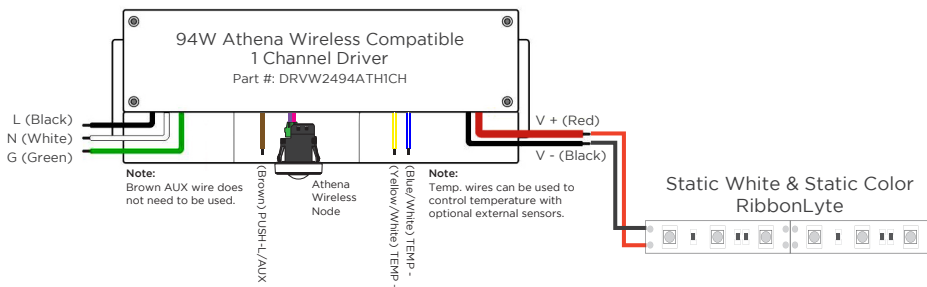 94W Athena Wireless Compatible
1 Channel Driver
Part #: DRVW2494ATH1CH
L (Black)
N (White)
G (Green)
Note:
Brown AUX wire does
not need to be used.
(Brown) PUSH-L/AUX
Athena
Wireless
Node
(Yellow/White) TEMP -
(Blue/White) TEMP -
Note:
Temp. wires can be used to
control temperature with
optional external sensors.
V + (Red)
V - (Black)
Static White & Static Color
RibbonLyte